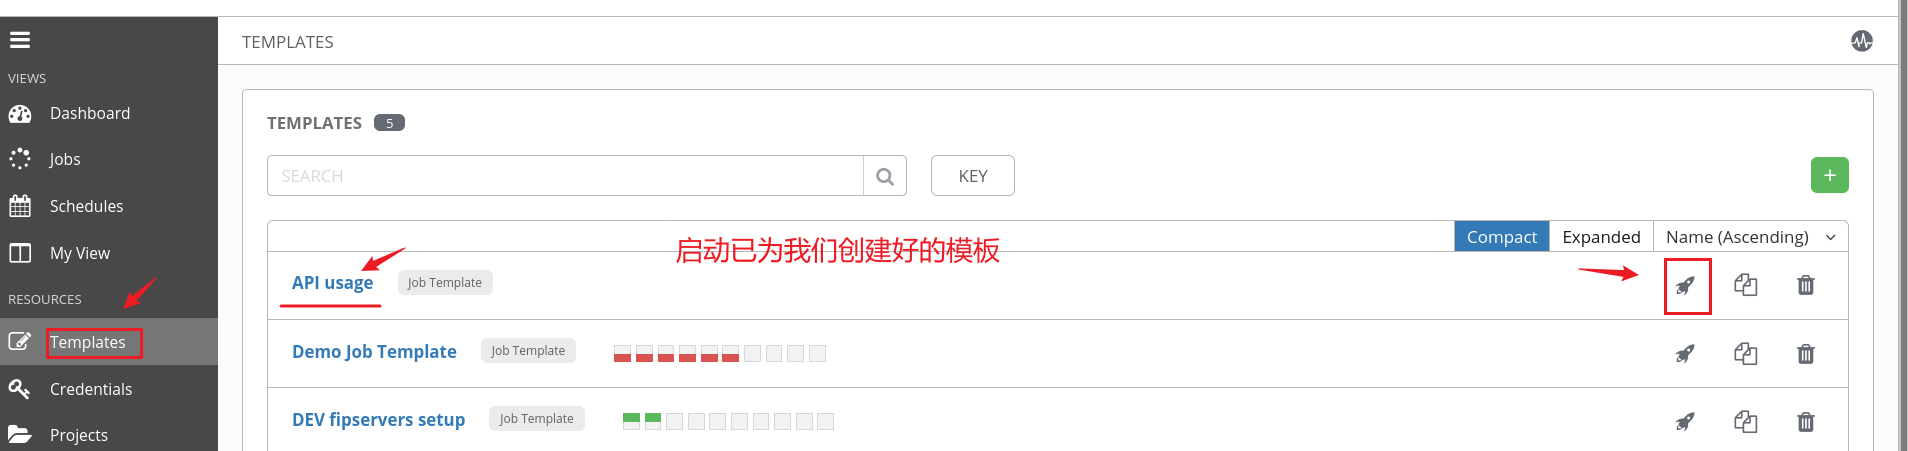 TEMPLATES
VIEWS
Dashboard
Jobs
Schedules
My View
RESOURCES
Templates
Credentials
Projects
TEMPLATES 5
SEARCH
KEY
+
Compact Expanded Name (Ascending)
启动已为我们创建好的模板
API usage Job Template
Demo Job Template Job Template
DEV fipservers setup Job Template